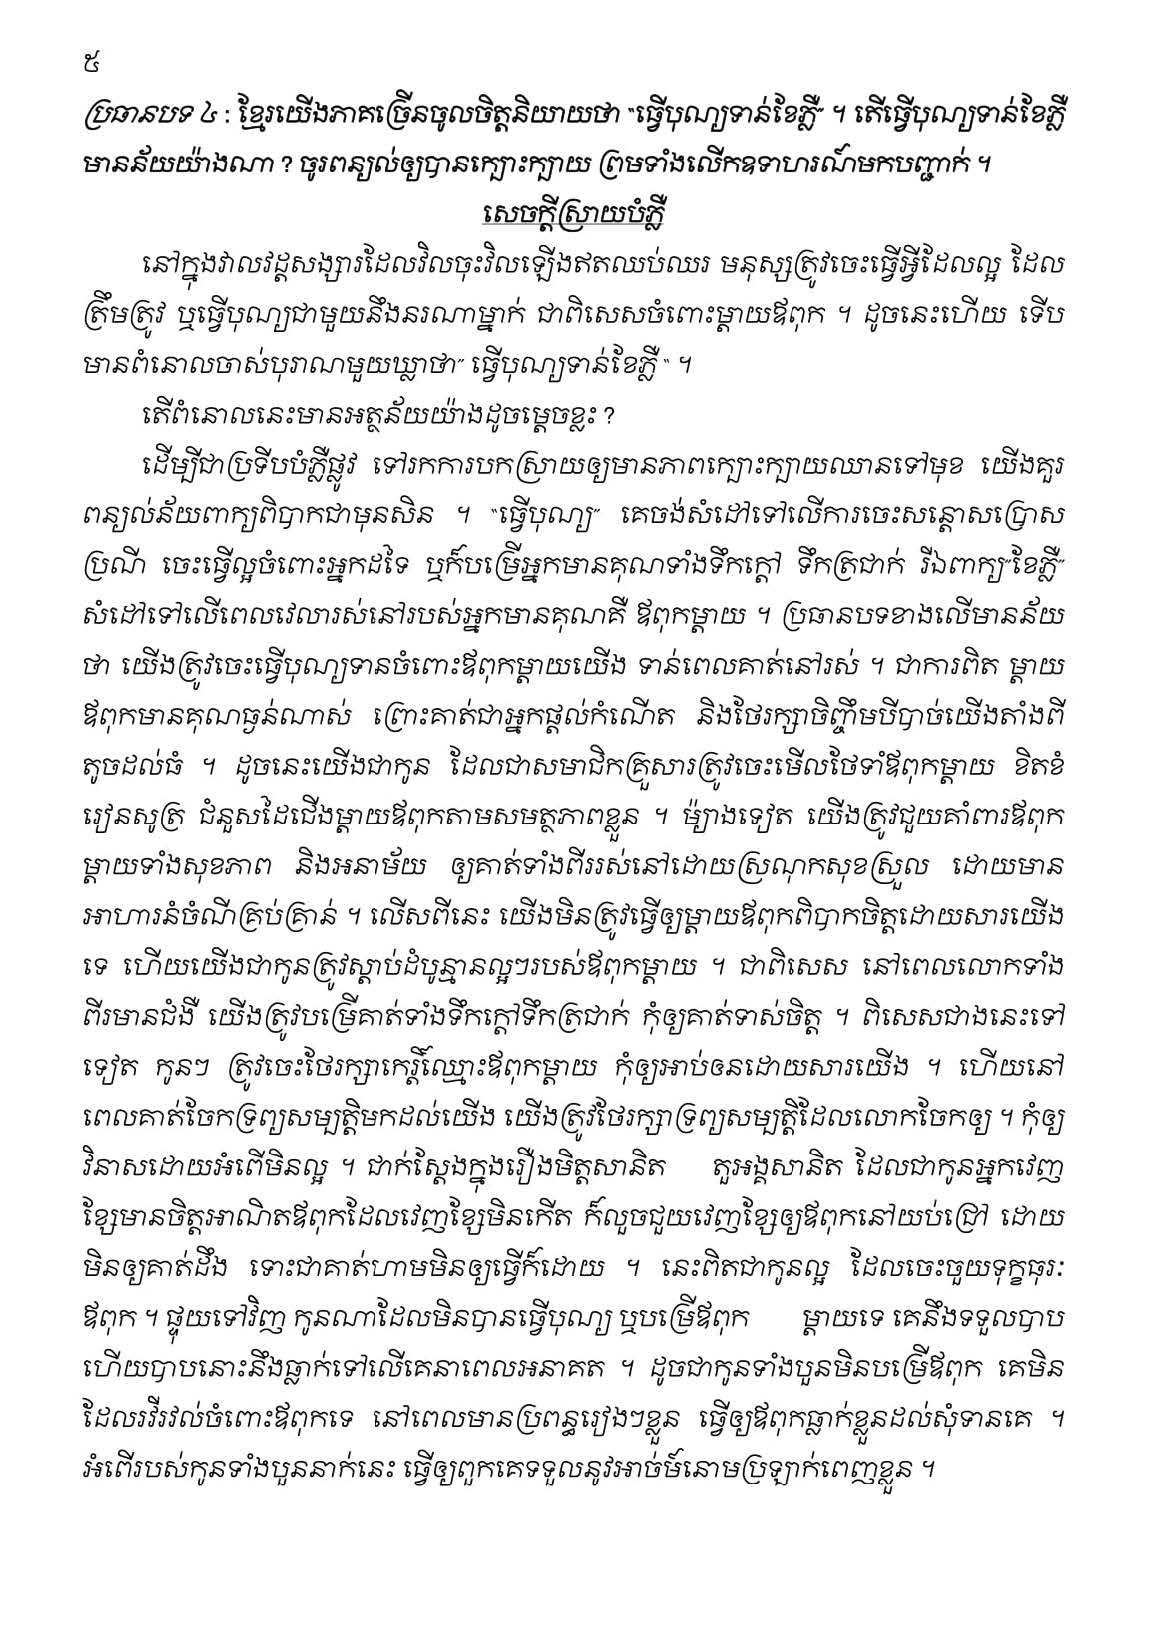 ៥
ប្រធានបទ ៤ : ខ្មែរយើងភាគច្រើនចូលចិត្តនិយាយថា “ធ្វើបុណ្យទាន់ខែភ្លឺ” ។ តើធ្វើបុណ្យទាន់ខែភ្លឺ
មានន័យយ៉ាងណា ? ចូរពន្យល់ឲ្យបានក្បោះក្បាយ ព្រមទាំងលើកឧទាហរណ៍មកបញ្ជាក់ ។
សេចក្តីស្រាយបំភ្លឺ
នៅក្នុងវាលវដ្តសង្សារដែលវិលចុះវិលឡើងឥតឈប់ឈរ មនុស្សត្រូវចេះធ្វើអ្វីដែលល្អ ដែល
ត្រឹមត្រូវ ឬធ្វើបុណ្យជាមួយនឹងនរណាម្នាក់ ជាពិសេសចំពោះម្តាយឪពុក ។ ដូចនេះហើយ ទើប
មានពំនោលចាស់បុរាណមួយឃ្លាថា” ធ្វើបុណ្យទាន់ខែភ្លឺ “ ។
តើពំនោលនេះមានអត្ថន័យយ៉ាងដូចម្តេចខ្លះ ?
ដើម្បីជាប្រទីបបំភ្លឺផ្លូវ ទៅរកការបកស្រាយឲ្យមានភាពក្បោះក្បាយឈានទៅមុខ យើងគួរ
ពន្យល់ន័យពាក្យពិបាកជាមុនសិន ។ “ធ្វើបុណ្យ” គេចង់សំដៅទៅលើការចេះសន្តោសប្រោស
ប្រណី ចេះធ្វើល្អចំពោះអ្នកដទៃ ឬក៏បម្រើអ្នកមានគុណទាំងទឹកក្តៅ ទឹកត្រជាក់ រីឯពាក្យ”ខែភ្លឺ”
សំដៅទៅលើពេលវេលារស់នៅរបស់អ្នកមានគុណគឺ ឪពុកម្តាយ ។ ប្រធានបទខាងលើមានន័យ
ថា យើងត្រូវចេះធ្វើបុណ្យទានចំពោះឪពុកម្តាយយើង ទាន់ពេលគាត់នៅរស់ ។ ជាការពិត ម្តាយ
ឪពុកមានគុណធ្ងន់ណាស់ ព្រោះគាត់ជាអ្នកផ្តល់កំណើត និងថែរក្សាចិញ្ចឹមបីបាច់យើងតាំងពី
តូចដល់ធំ ។ ដូចនេះយើងជាកូន ដែលជាសមាជិកគ្រួសារត្រូវចេះមើលថែទាំឪពុកម្តាយ ខិតខំ
រៀនសូត្រ ជំនួសដៃជើងម្តាយឪពុកតាមសមត្ថភាពខ្លួន ។ ម៉្យាងទៀត យើងត្រូវជួយគាំពារឪពុក
ម្តាយទាំងសុខភាព និងអនាម័យ ឲ្យគាត់ទាំងពីររស់នៅដោយស្រណុកសុខស្រួល ដោយមាន
អាហារនំចំណីគ្រប់គ្រាន់ ។ លើសពីនេះ យើងមិនត្រូវធ្វើឲ្យម្តាយឪពុកពិបាកចិត្តដោយសារយើង
ទេ ហើយយើងជាកូនត្រូវស្តាប់ដំបូន្មានល្អៗរបស់ឪពុកម្តាយ ។ ជាពិសេស នៅពេលលោកទាំង
ពីរមានជំងឺ យើងត្រូវបម្រើគាត់ទាំងទឹកក្តៅទឹកត្រជាក់ កុំឲ្យគាត់ទាស់ចិត្ត ។ ពិសេសជាងនេះទៅ
ទៀត កូនៗ ត្រូវចេះថែរក្សាកេរ្តិ៍ឈ្មោះឪពុកម្តាយ កុំឲ្យអាប់ឱនដោយសារយើង ។ ហើយនៅ
ពេលគាត់ចែកទ្រព្យសម្បត្តិមកដល់យើង យើងត្រូវថែរក្សាទ្រព្យសម្បត្តិដែលលោកចែកឲ្យ ។ កុំឲ្យ
វិនាសដោយអំពើមិនល្អ ។ ជាក់ស្តែងក្នុងរឿងមិត្តសានិត តួអង្គសានិត ដែលជាកូនអ្នកវេញ
ខ្សែមានចិត្តអាណិតឪពុកដែលវេញខ្សែមិនកើត ក៏លួចជួយវេញខ្សែឲ្យឪពុកនៅយប់ជ្រៅ ដោយ
មិនឲ្យគាត់ដឹង ទោះជាគាត់ហាមមិនឲ្យធ្វើក៏ដោយ ។ នេះពិតជាកូនល្អ ដែលចេះចួយទុក្ខធុរៈ
ឪពុក ។ ផ្ទុយទៅវិញ កូនណាដែលមិនបានធ្វើបុណ្យ ឬបម្រើឪពុក ម្តាយទេ គេនឹងទទួលបាប
ហើយបាបនោះនឹងធ្លាក់ទៅលើគេនាពេលអនាគត ។ ដូចជាកូនទាំងបួនមិនបម្រើឪពុក គេមិន
ដែលរវីរវល់ចំពោះឪពុកទេ នៅពេលមានប្រពន្ធរៀងៗខ្លួន ធ្វើឲ្យឪពុកធ្លាក់ខ្លួនដល់សុំទានគេ ។
អំពើរបស់កូនទាំងបួននាក់នេះ ធ្វើឲ្យពួកគេទទួលនូវអាច៍ម៍នោមប្រឡាក់ពេញខ្លួន ។